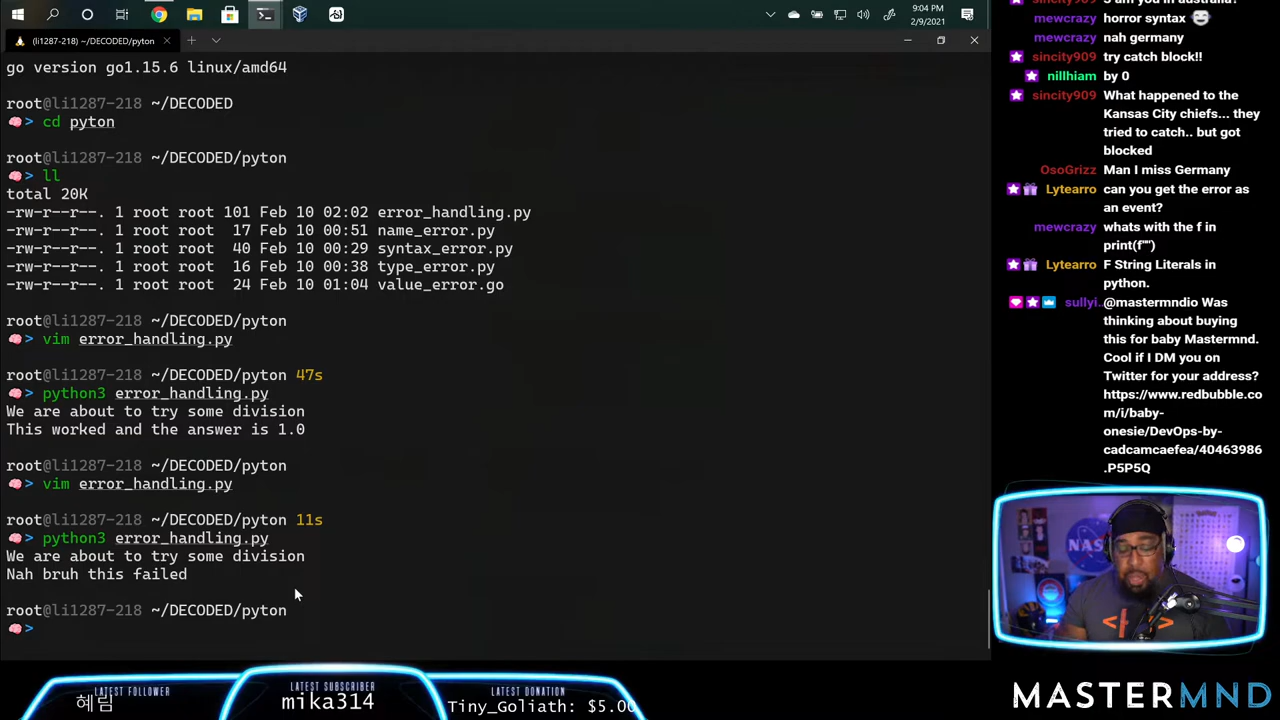 9:04 PM
2/9/2021
(li1287-218) ~/DECODED/pyton
go version go1.15.6 linux/amd64
root@li1287-218 ~/DECODED
> cd pyton
root@li1287-218 ~/DECODED/pyton
> ll
total 20K
-rw-r--r--. 1 root root 101 Feb 10 02:02 error_handling.py
-rw-r--r--. 1 root root  17 Feb 10 00:51 name_error.py
-rw-r--r--. 1 root root  40 Feb 10 00:29 syntax_error.py
-rw-r--r--. 1 root root  16 Feb 10 00:38 type_error.py
-rw-r--r--. 1 root root  24 Feb 10 01:04 value_error.go
root@li1287-218 ~/DECODED/pyton
> vim error_handling.py
root@li1287-218 ~/DECODED/pyton 47s
> python3 error_handling.py
We are about to try some division
This worked and the answer is 1.0
root@li1287-218 ~/DECODED/pyton
> vim error_handling.py
root@li1287-218 ~/DECODED/pyton 11s
> python3 error_handling.py
We are about to try some division
Nah bruh this failed
root@li1287-218 ~/DECODED/pyton
>
mewcrazy horror syntax
mewcrazy nah germany
sincity909 try catch block!!
nillhiam by 0
sincity909 What happened to the
Kansas City chiefs... they
tried to catch.. but got
blocked
OsoGrizz Man I miss Germany
Lytearro can you get the error as
an event?
mewcrazy whats with the f in
print(f"")
Lytearro F String Literals in
python.
sullyi.. @mastermndio Was
thinking about buying
this for baby Mastermnd.
Cool if I DM you on
Twitter for your address?
https://www.redbubble.co
m/i/baby-
onesie/DevOps-by-
cadcamcaefea/40463986
.P5P5Q
NAS
LATEST FOLLOWER
혜림
LATEST SUBSCRIBER
mika314
LATEST DONATION
Tiny_Goliath: $5.00
MASTERMND